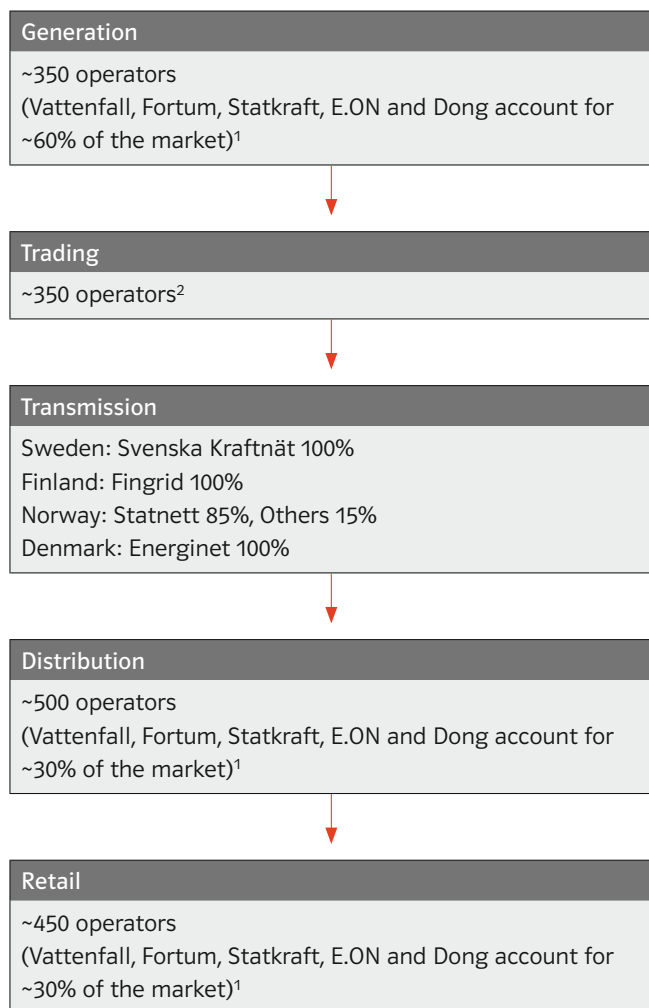 Generation
~350 operators
(Vattenfall, Fortum, Statkraft, E.ON and Dong account for
~60% of the market)¹
Trading
~350 operators²
Transmission
Sweden: Svenska Kraftnät 100%
Finland: Fingrid 100%
Norway: Statnett 85%, Others 15%
Denmark: Energinet 100%
Distribution
~500 operators
(Vattenfall, Fortum, Statkraft, E.ON and Dong account for
~30% of the market)¹
Retail
~450 operators
(Vattenfall, Fortum, Statkraft, E.ON and Dong account for
~30% of the market)¹